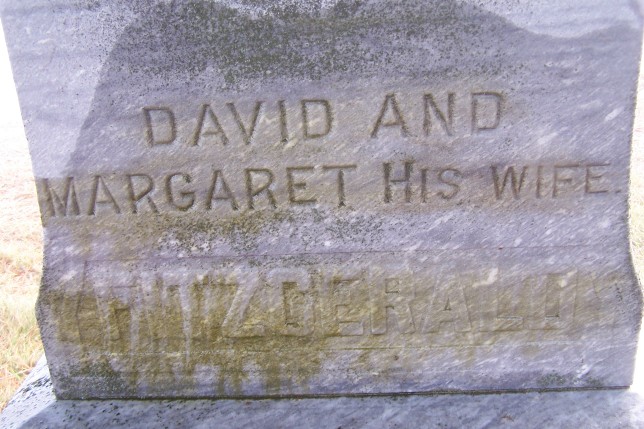 DAVID AND
MARGARET HIS WIFE.
FITZGERALD